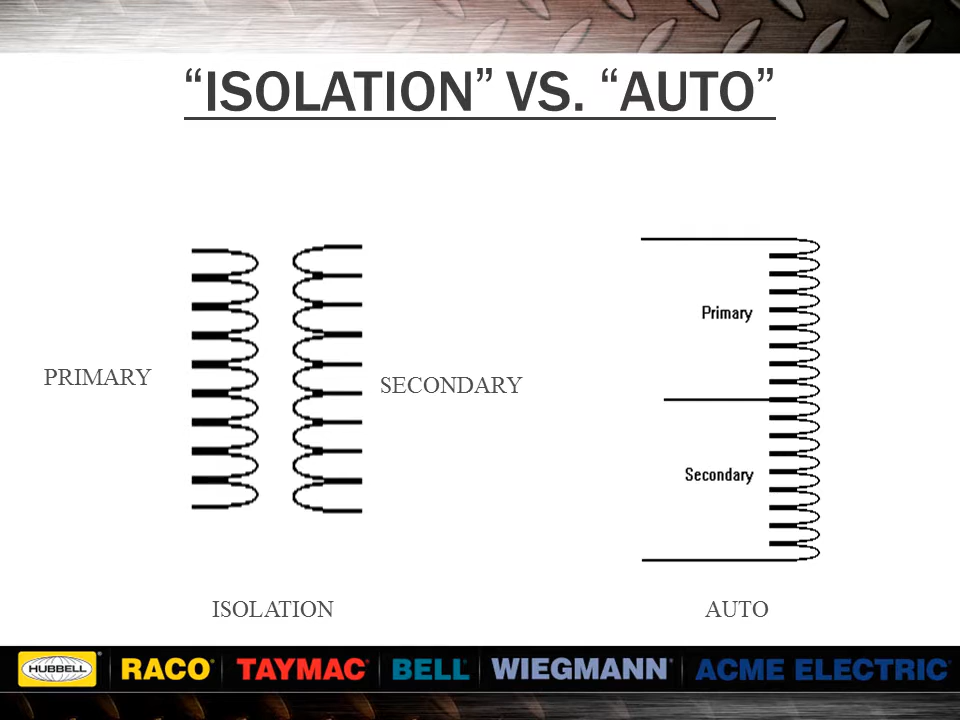 “ISOLATION” VS. “AUTO”
PRIMARY
SECONDARY
Primary
Secondary
ISOLATION
AUTO
HUBBELL RACO TAYMAC BELL WIEGMANN ACME ELECTRIC